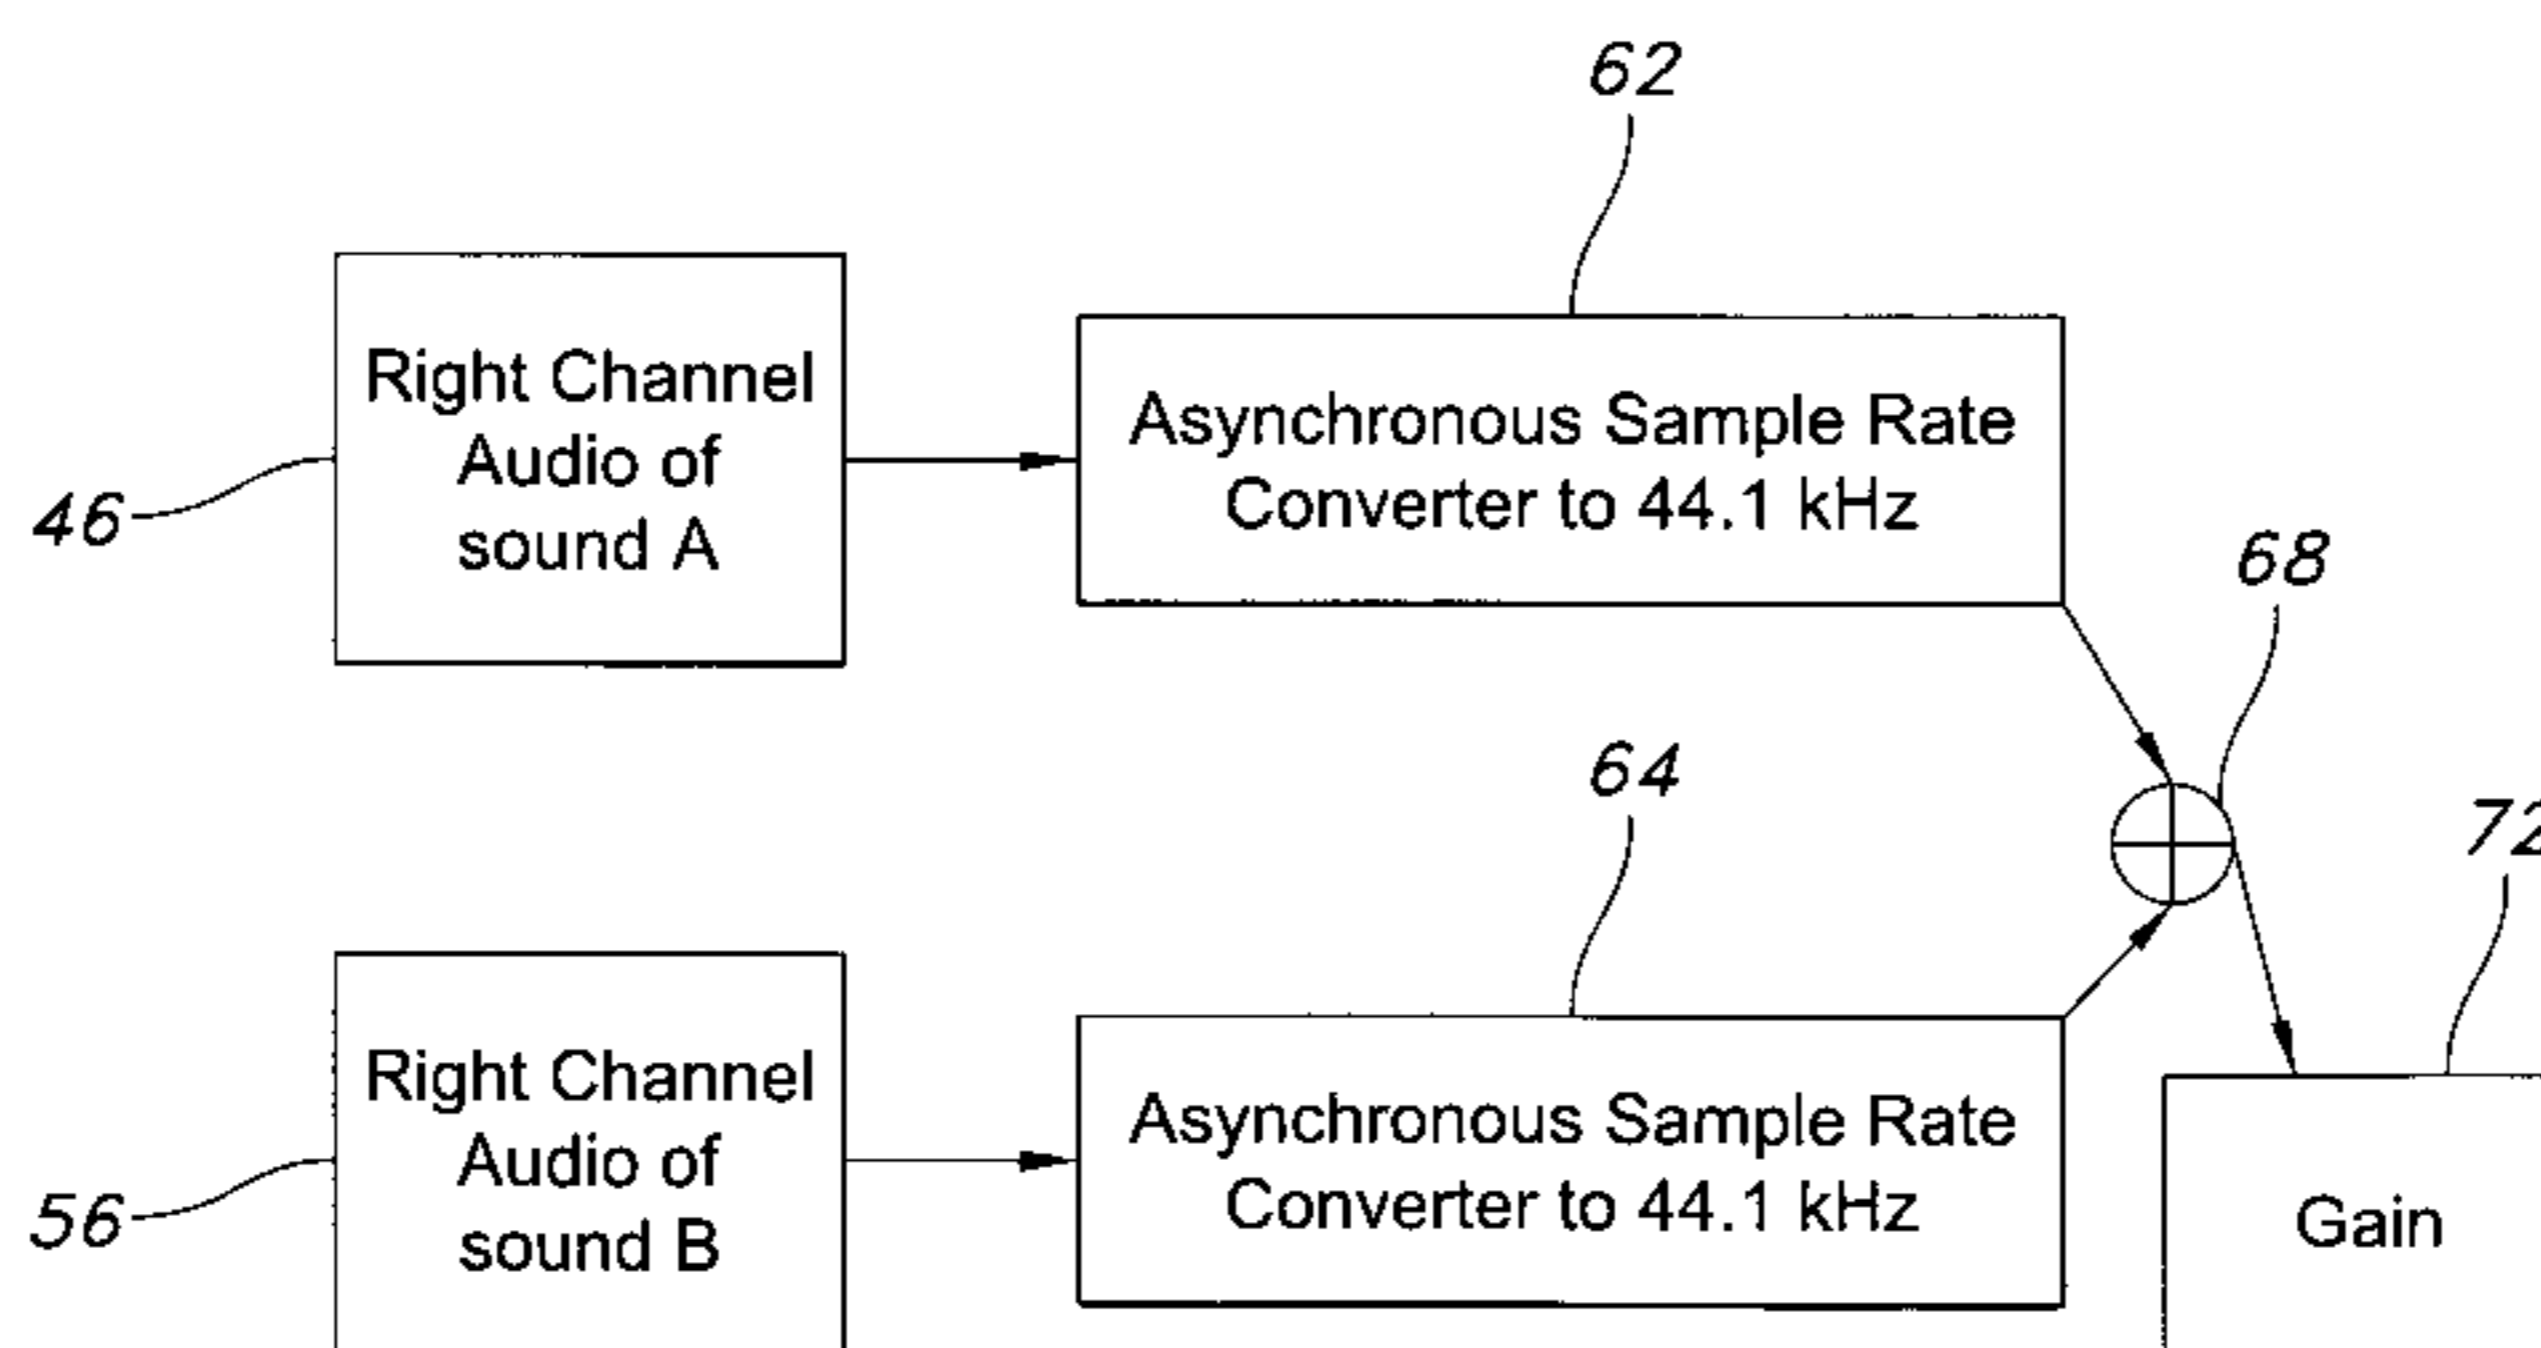 62
Right Channel
Audio of
sound A
46
Asynchronous Sample Rate
Converter to 44.1 kHz
68
64
72
Right Channel
Audio of
sound B
56
Asynchronous Sample Rate
Converter to 44.1 kHz
Gain